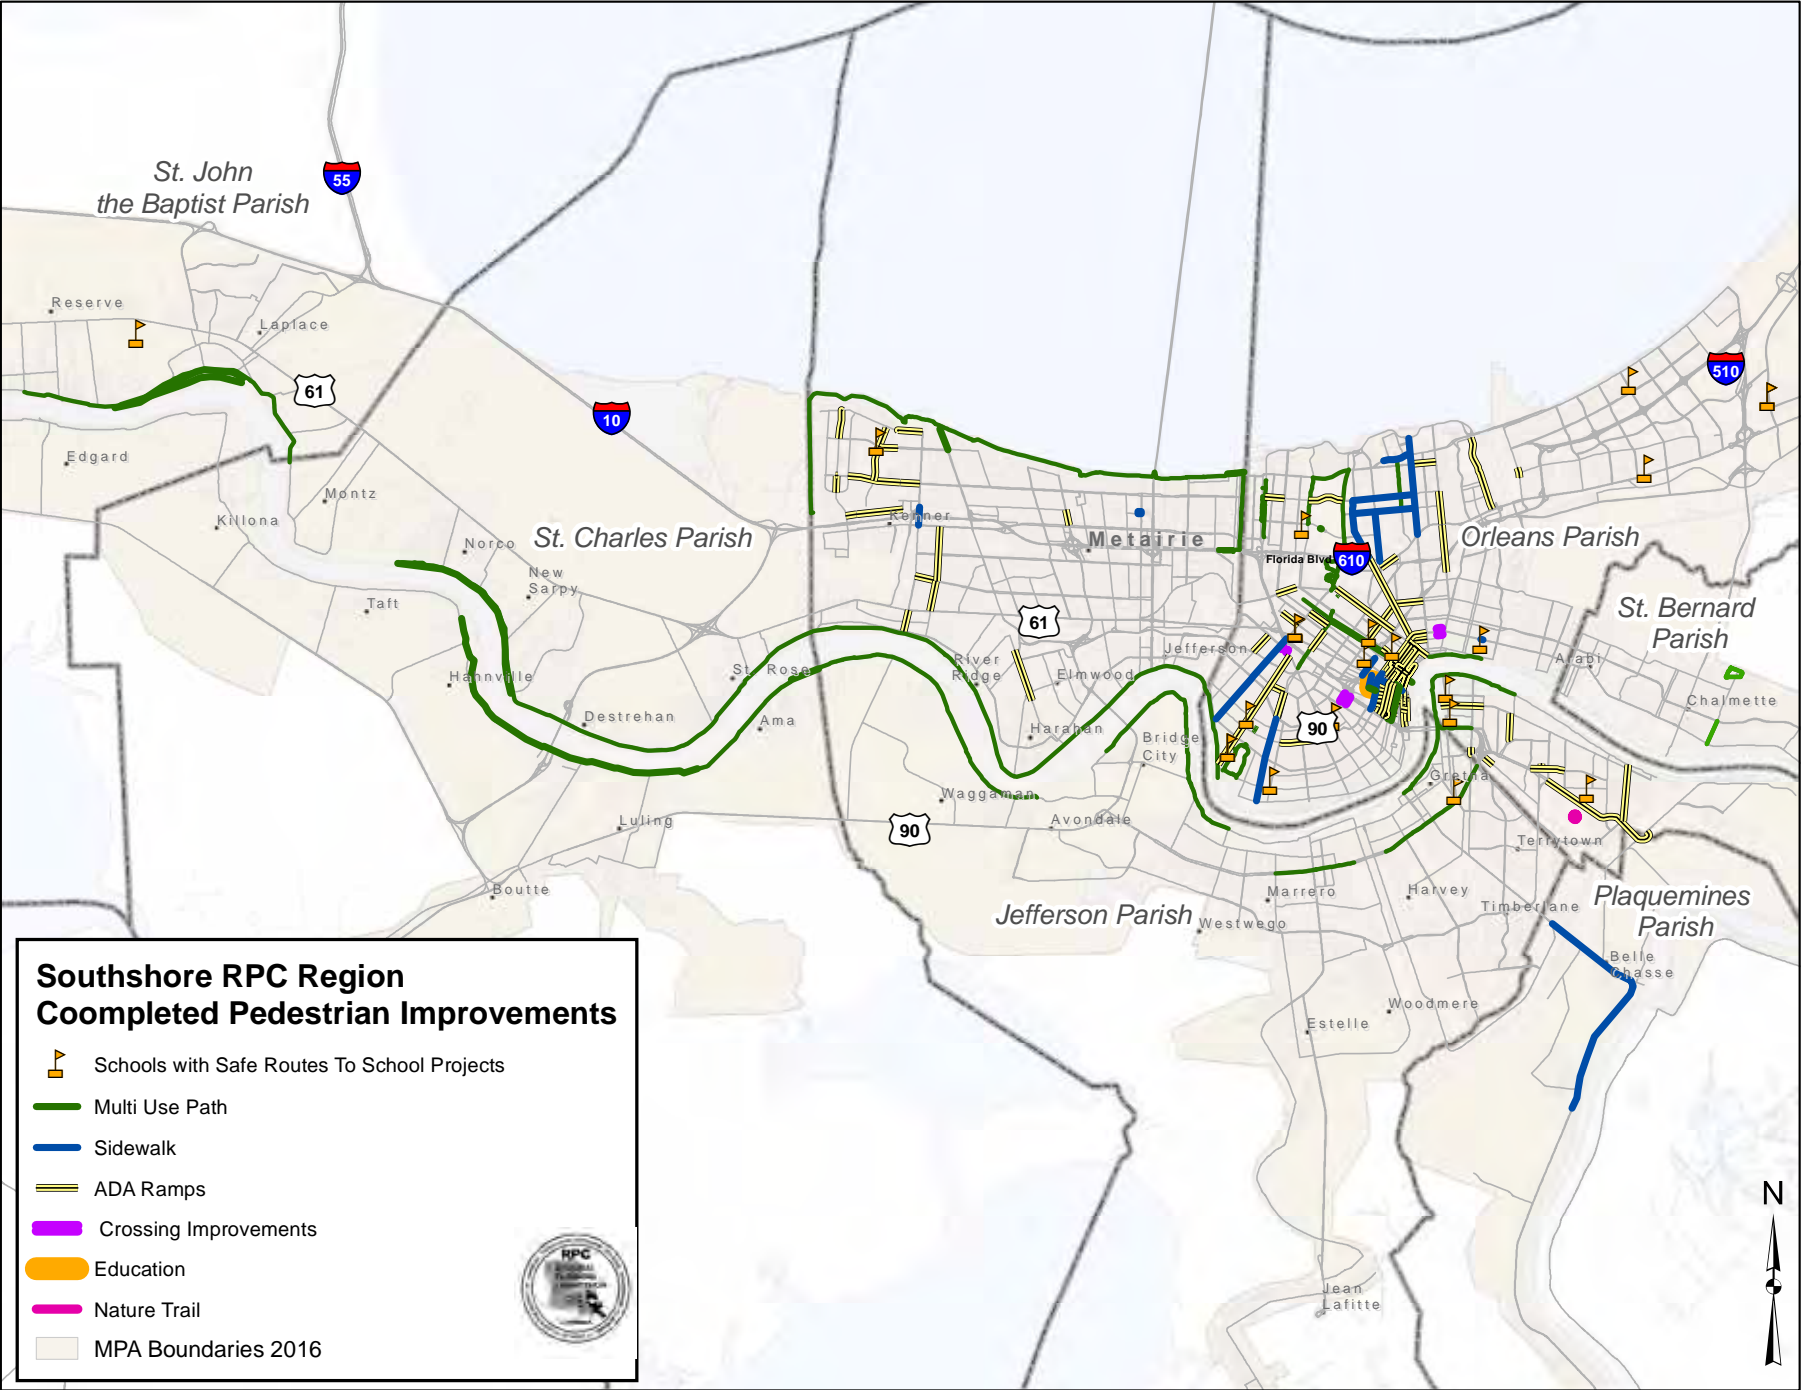 St. John
the Baptist Parish
55
Reserve
Laplace
61
10
510
Edgard
Montz
Killona
St. Charles Parish
Norco
New
Sarpy
Taft
Kenner
Metairie
Orleans Parish
Florida Blvd
610
St. Bernard
Parish
61
Jefferson
Arabi
River
Ridge
Elmwood
St. Rose
Hahnville
Chalmette
Destrehan
Ama
Harahan
Bridge
City
90
Gretna
Waggaman
Avondale
90
Luling
Terrytown
Boutte
Marrero
Harvey
Timberlane
Plaquemines
Parish
Jefferson Parish
Westwego
Belle
Chasse
Woodmere
Estelle
Jean
Lafitte
N
Southshore RPC Region
Coompleted Pedestrian Improvements
Schools with Safe Routes To School Projects
Multi Use Path
Sidewalk
ADA Ramps
Crossing Improvements
Education
Nature Trail
MPA Boundaries 2016
RPC